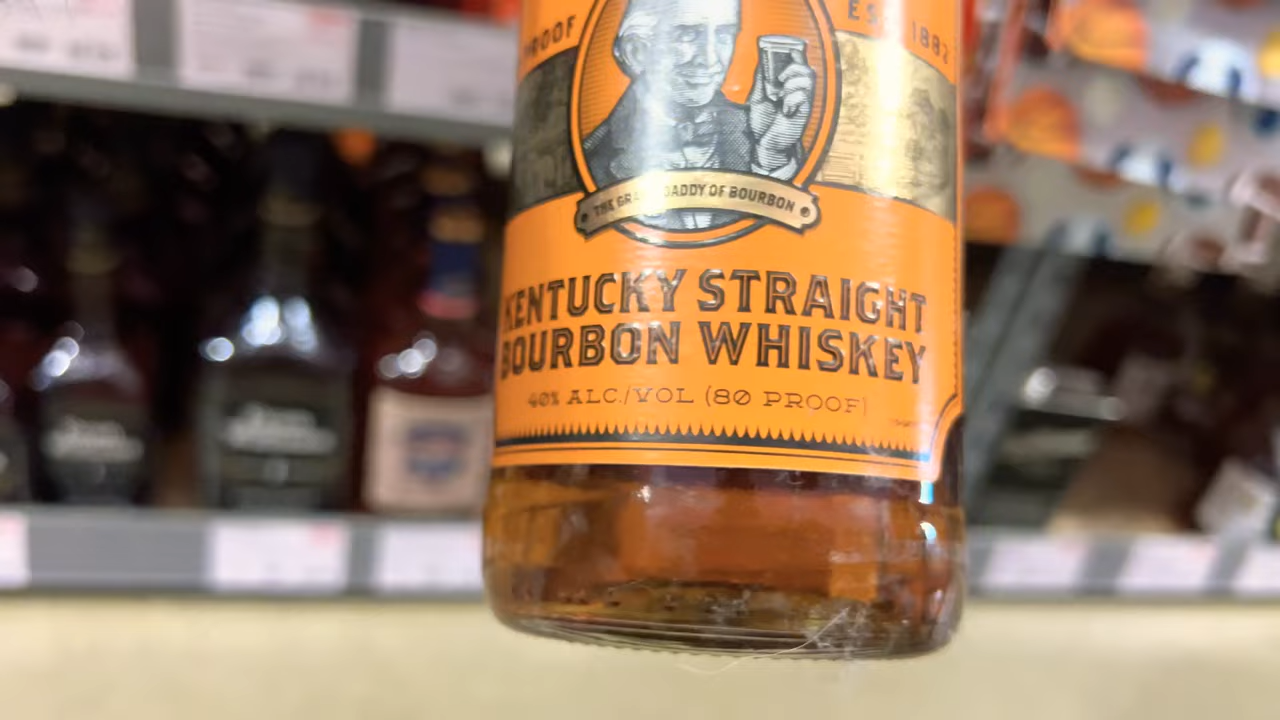 PROOF
EST. 1882
THE GRANDDADDY OF BOURBON
KENTUCKY STRAIGHT
BOURBON WHISKEY
40% ALC./VOL (80 PROOF)